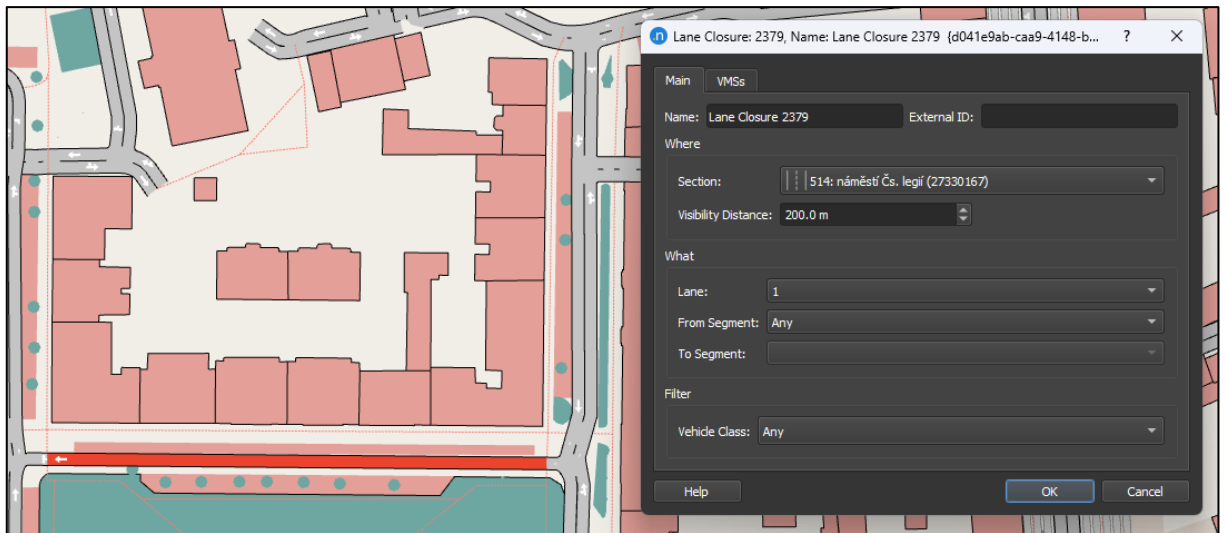 Lane Closure: 2379, Name: Lane Closure 2379 {d041e9ab-caa9-4148-b...
Main VMSs
Name: Lane Closure 2379 External ID:
Where
Section: 514: náměstí Čs. legií (27330167)
Visibility Distance: 200.0 m
What
Lane: 1
From Segment: Any
To Segment:
Filter
Vehicle Class: Any
Help OK Cancel